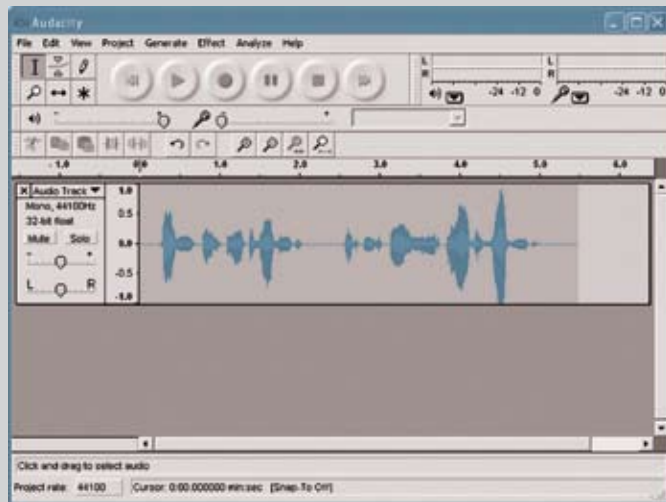 Audacity
File Edit View Project Generate Effect Analyze Help
L
R
-24 -12 0
L
R
-24 -12 0
- 1.0 0.0 1.0 2.0 3.0 4.0 5.0 6.0
X Audio Track
Mono, 44100Hz
32-bit float
Mute Solo
- +
L R
1.0
0.5
0.0
-0.5
-1.0
Click and drag to select audio
Project rate: 44100 Cursor: 0:00.000000 min:sec [Snap-To Off]